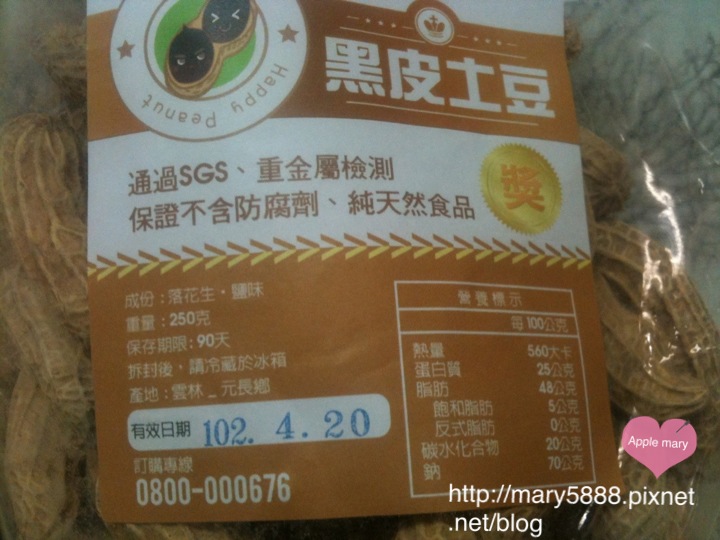 Happy Peanut
黑皮土豆
通過SGS、重金屬檢測
保證不含防腐劑、純天然食品
獎
成份：落花生・鹽味
重量：250克
保存期限：90天
拆封後，請冷藏於冰箱
產地：雲林_元長鄉
有效日期 102. 4. 20
訂購專線
0800-000676
營養標示
每100公克
熱量 560大卡
蛋白質 25公克
脂肪 48公克
飽和脂肪 5公克
反式脂肪 0公克
碳水化合物 20公克
鈉 70公克
Apple mary
http://mary5888.pixnet
.net/blog